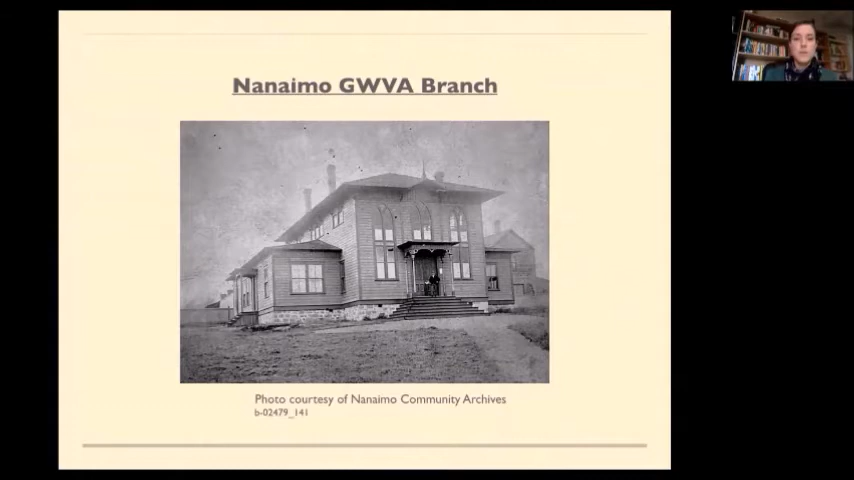 Nanaimo GWVA Branch
Photo courtesy of Nanaimo Community Archives
b-02479_141